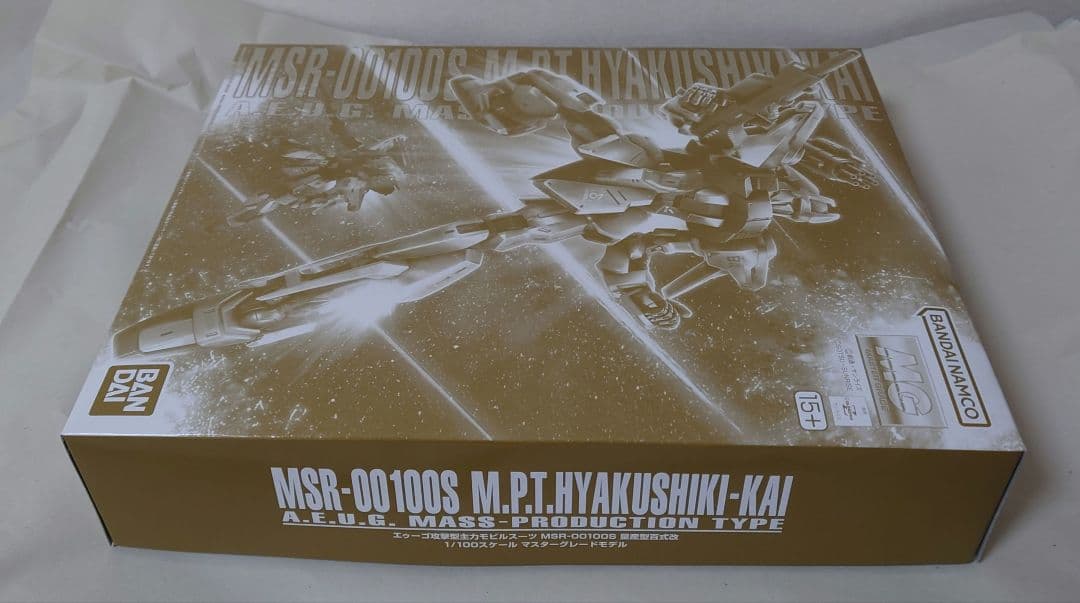 MSR-00100S M.P.T.HYAKUSHIKI-KAI
A.E.U.G. MASS-PRODUCTION TYPE
BANDAI NAMCO
MG
15+
BAN
DAI
MSR-00100S M.P.T.HYAKUSHIKI-KAI
A.E.U.G. MASS-PRODUCTION TYPE
エゥーゴ攻撃型主力モビルスーツ MSR-00100S 量産型百式改
1/100スケール マスターグレードモデル